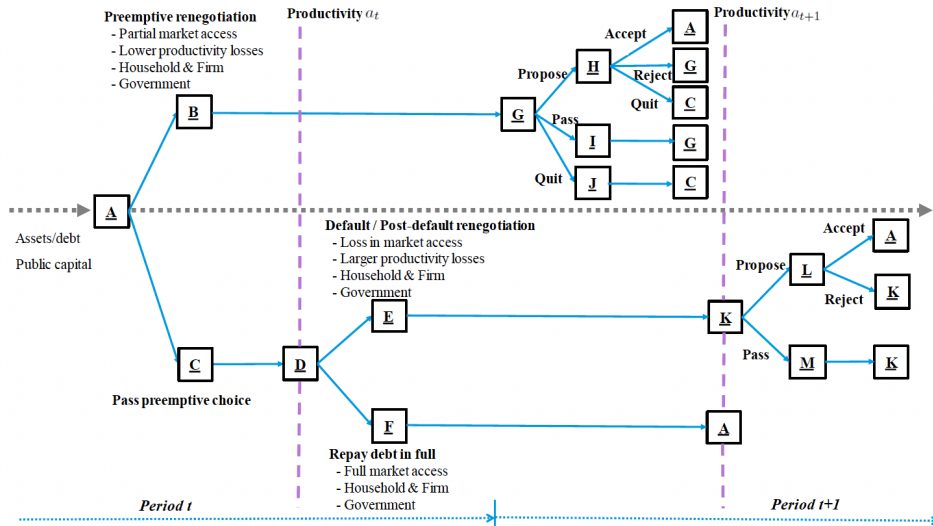 Preemptive renegotiation
- Partial market access
- Lower productivity losses
- Household & Firm
- Government
Productivity a_t
Productivity a_{t+1}
Accept
A
Propose
H
Reject
G
Quit
C
B
G
Pass
I
G
Quit
J
C
A
Assets/debt
Public capital
Default / Post-default renegotiation
- Loss in market access
- Larger productivity losses
- Household & Firm
- Government
Accept
A
Propose
L
Reject
K
E
K
Pass
M
K
C
D
Pass preemptive choice
F
A
Repay debt in full
- Full market access
- Household & Firm
- Government
Period t
Period t+1